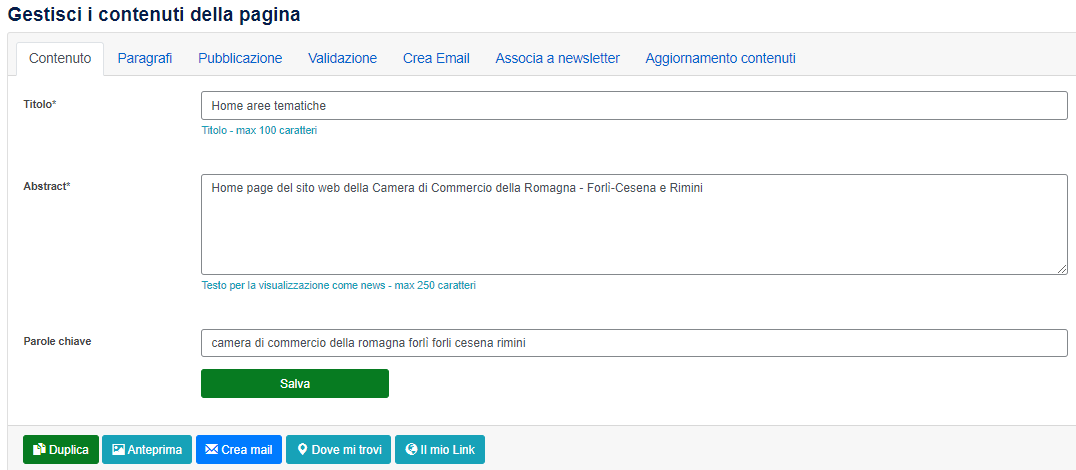 Gestisci i contenuti della pagina
Contenuto Paragrafi Pubblicazione Validazione Crea Email Associa a newsletter Aggiornamento contenuti
Titolo* Home aree tematiche
Titolo - max 100 caratteri
Abstract* Home page del sito web della Camera di Commercio della Romagna - Forlì-Cesena e Rimini
Testo per la visualizzazione come news - max 250 caratteri
Parole chiave camera di commercio della romagna forlì forli cesena rimini
Salva
Duplica Anteprima Crea mail Dove mi trovi Il mio Link